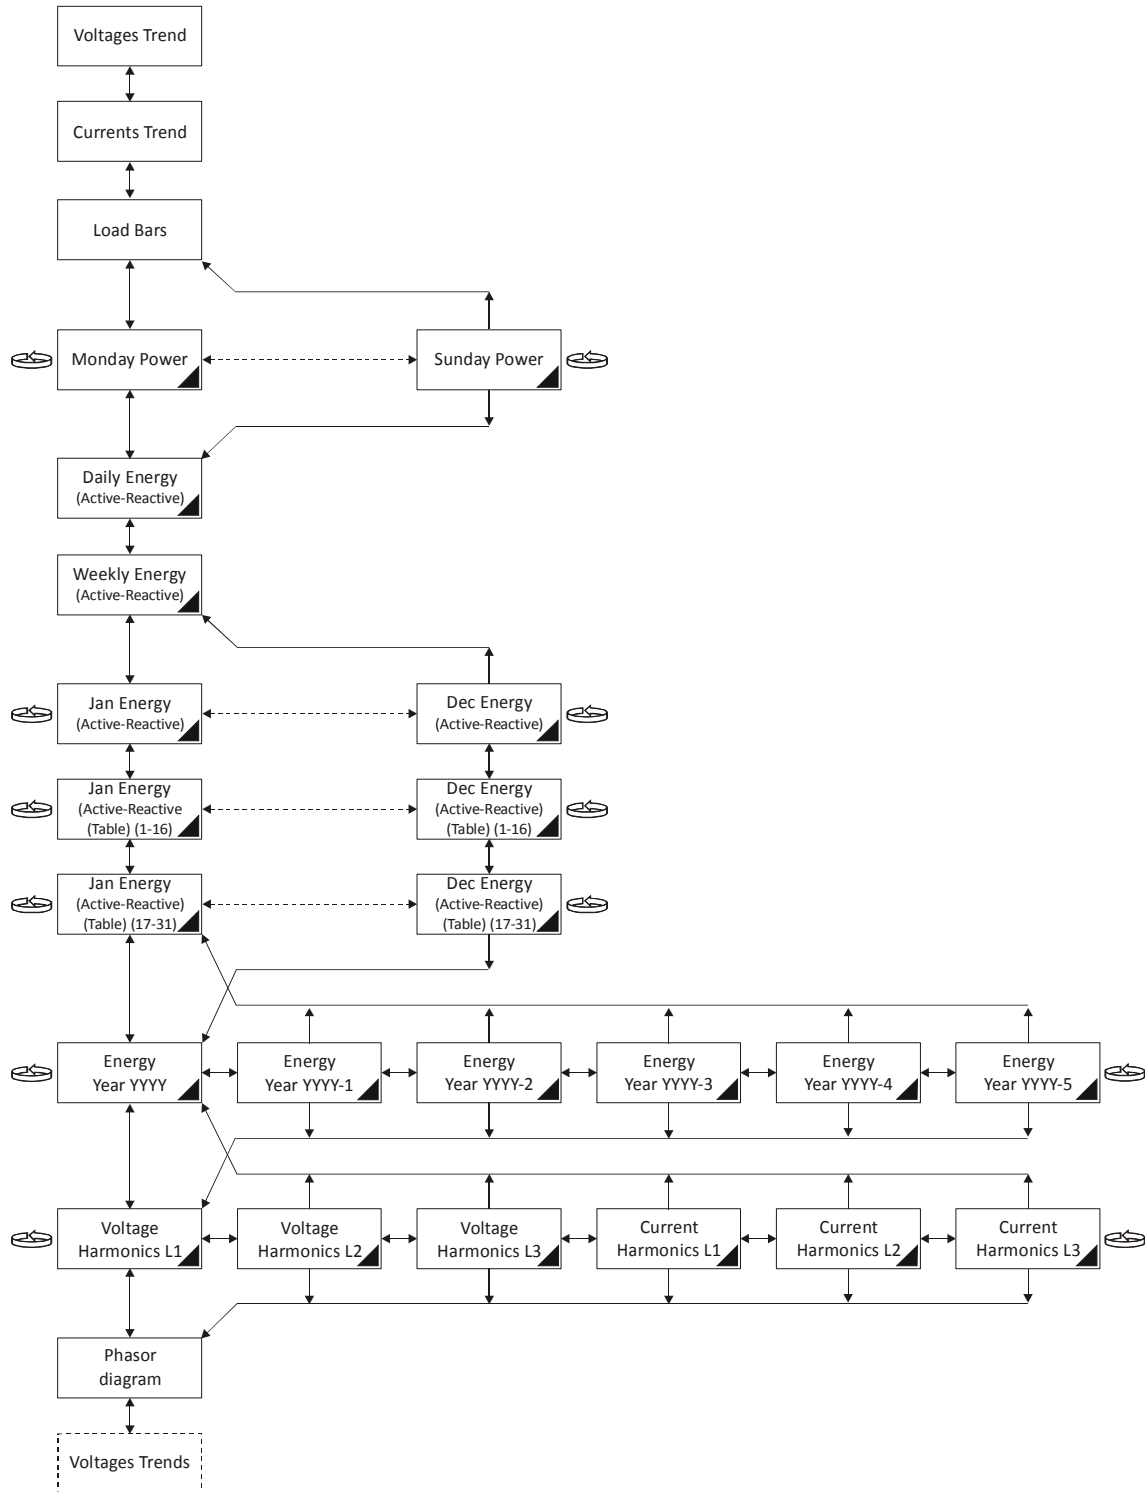 Voltages Trend
Currents Trend
Load Bars
Monday Power
Sunday Power
Daily Energy
(Active-Reactive)
Weekly Energy
(Active-Reactive)
Jan Energy
(Active-Reactive)
Dec Energy
(Active-Reactive)
Jan Energy
(Active-Reactive
(Table) (1-16)
Dec Energy
(Active-Reactive)
(Table) (1-16)
Jan Energy
(Active-Reactive)
(Table) (17-31)
Dec Energy
(Active-Reactive)
(Table) (17-31)
Energy
Year YYYY
Energy
Year YYYY-1
Energy
Year YYYY-2
Energy
Year YYYY-3
Energy
Year YYYY-4
Energy
Year YYYY-5
Voltage
Harmonics L1
Voltage
Harmonics L2
Voltage
Harmonics L3
Current
Harmonics L1
Current
Harmonics L2
Current
Harmonics L3
Phasor
diagram
Voltages Trends